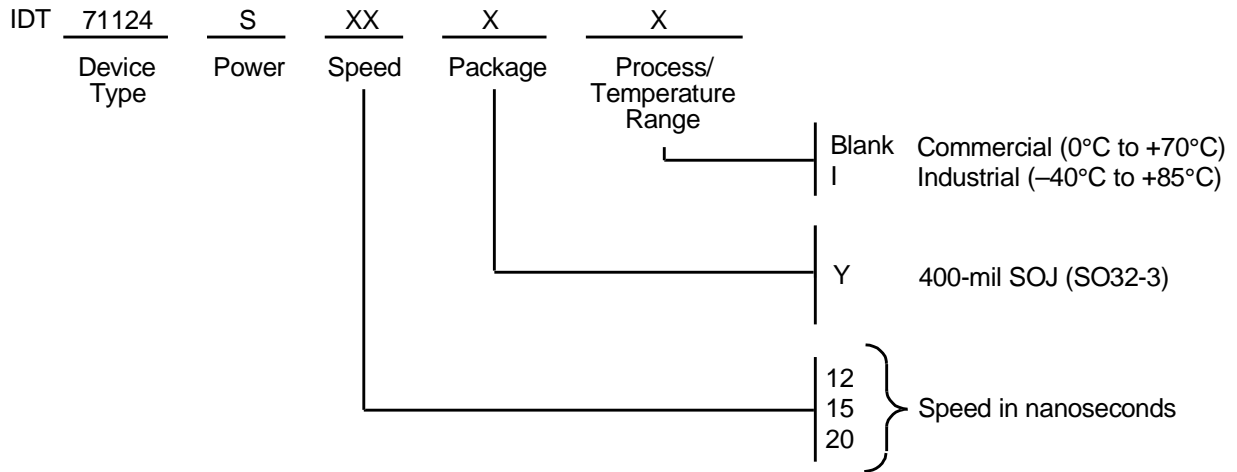 IDT 71124 S XX X X
Device Type Power Speed Package Process/ Temperature Range
Blank Commercial (0°C to +70°C)
I Industrial (–40°C to +85°C)
Y 400-mil SOJ (SO32-3)
12
15 Speed in nanoseconds
20